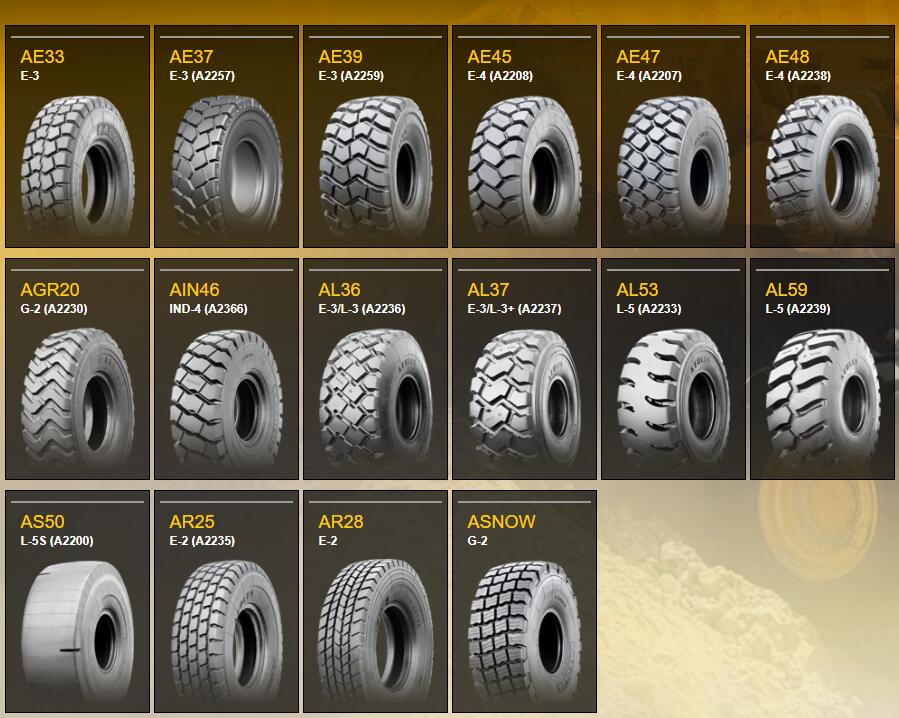 AE33
E-3
AE37
E-3 (A2257)
AE39
E-3 (A2259)
AE45
E-4 (A2208)
AE47
E-4 (A2207)
AE48
E-4 (A2238)
AGR20
G-2 (A2230)
AIN46
IND-4 (A2366)
AL36
E-3/L-3 (A2236)
AL37
E-3/L-3+ (A2237)
AL53
L-5 (A2233)
AL59
L-5 (A2239)
AS50
L-5S (A2200)
AR25
E-2 (A2235)
AR28
E-2
ASNOW
G-2